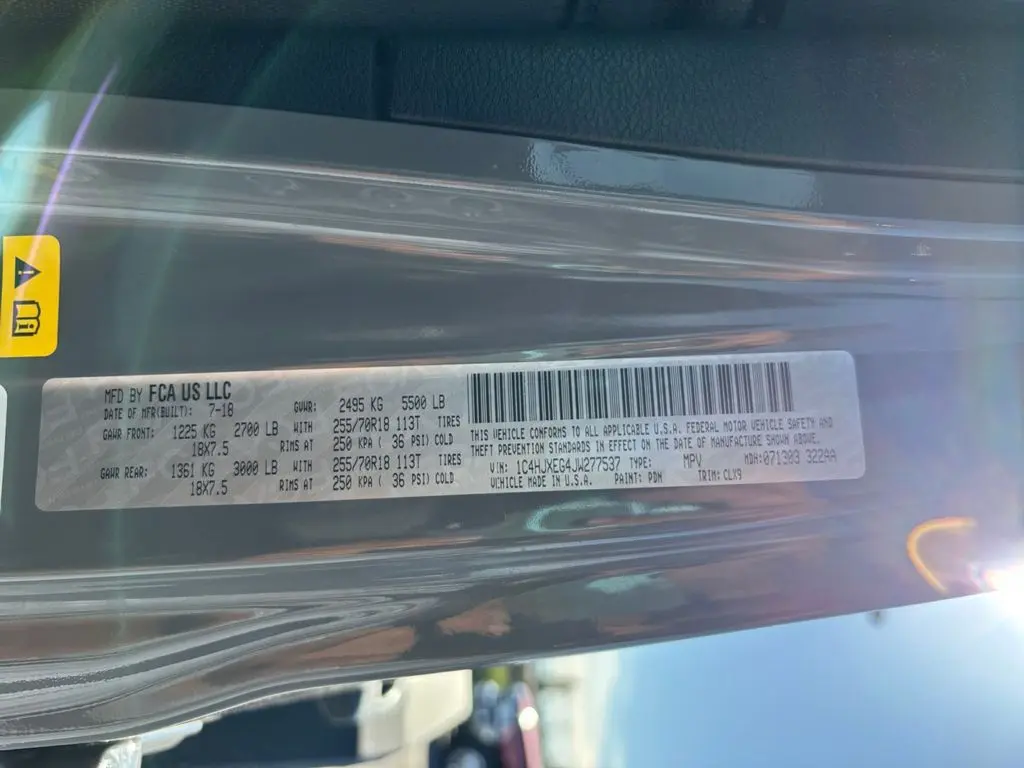 MFD BY FCA US LLC
DATE OF MFR(BUILT): 7-18 GVWR: 2495 KG 5500 LB
GAWR FRONT: 1225 KG 2700 LB WITH 255/70R18 113T TIRES
18X7.5 RIMS AT 250 KPA ( 36 PSI) COLD
GAWR REAR: 1361 KG 3000 LB WITH 255/70R18 113T TIRES
18X7.5 RIMS AT 250 KPA ( 36 PSI) COLD
THIS VEHICLE CONFORMS TO ALL APPLICABLE U.S.A. FEDERAL MOTOR VEHICLE SAFETY AND
THEFT PREVENTION STANDARDS IN EFFECT ON THE DATE OF MANUFACTURE SHOWN ABOVE.
VIN: 1C4HJXEG4JW277537 TYPE: MPV MDH:071303 322AA
VEHICLE MADE IN U.S.A. PAINT: PDN TRIM: CLX9